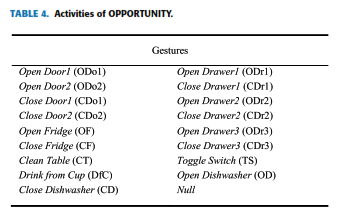 TABLE 4. Activities of OPPORTUNITY.
Gestures
Open Door1 (ODo1) Open Drawer1 (ODr1)
Open Door2 (ODo2) Close Drawer1 (CDr1)
Close Door1 (CDo1) Open Drawer2 (ODr2)
Close Door2 (CDo2) Close Drawer2 (CDr2)
Open Fridge (OF) Open Drawer3 (ODr3)
Close Fridge (CF) Close Drawer3 (CDr3)
Clean Table (CT) Toggle Switch (TS)
Drink from Cup (DfC) Open Dishwasher (OD)
Close Dishwasher (CD) Null